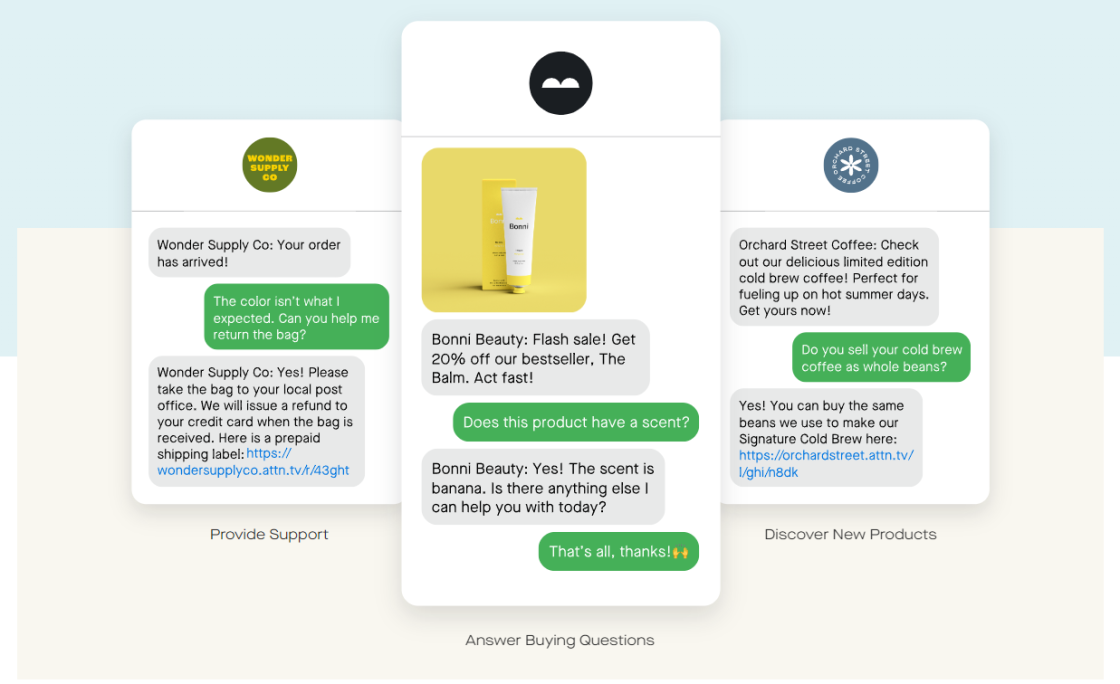 WONDER
SUPPLY
CO
Wonder Supply Co: Your order
has arrived!
The color isn't what I
expected. Can you help me
return the bag?
Wonder Supply Co: Yes! Please
take the bag to your local post
office. We will issue a refund to
your credit card when the bag is
received. Here is a prepaid
shipping label: https://
wondersupplyco.attn.tv/r/43ght
Provide Support
Bonni
Bonni Beauty: Flash sale! Get
20% off our bestseller, The
Balm. Act fast!
Does this product have a scent?
Bonni Beauty: Yes! The scent is
banana. Is there anything else I
can help you with today?
That's all, thanks!🙌
Answer Buying Questions
ORCHARD STREET COFFEE
Orchard Street Coffee: Check
out our delicious limited edition
cold brew coffee! Perfect for
fueling up on hot summer days.
Get yours now!
Do you sell your cold brew
coffee as whole beans?
Yes! You can buy the same
beans we use to make our
Signature Cold Brew here:
https://orchardstreet.attn.tv/
l/ghi/n8dk
Discover New Products